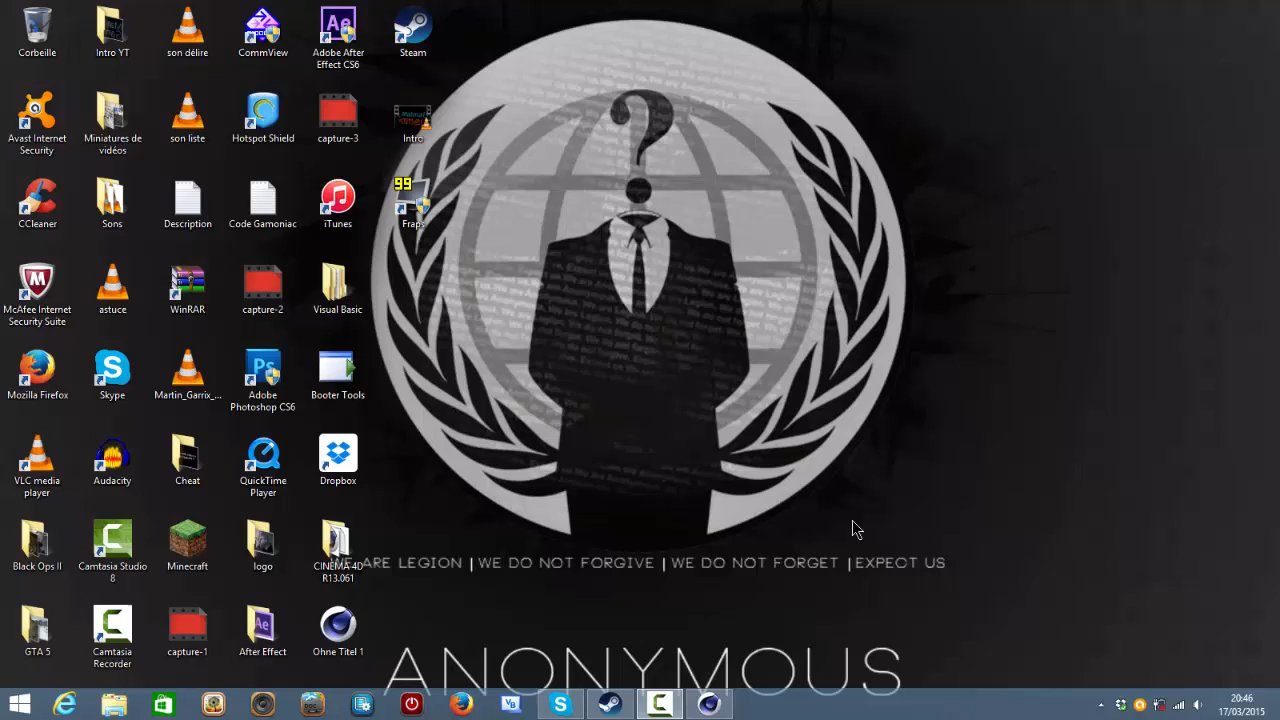 Corbeille
Intro YT
son délire
CommView
Adobe After
Effect CS6
Steam
Avast Internet
Security
Miniatures de
vidéos
son liste
Hotspot Shield
capture-3
Intro
CCleaner
Sons
Description
Code Gamoniac
iTunes
99
Fraps
McAfee Internet
Security Suite
astuce
WinRAR
capture-2
Visual Basic
Mozilla Firefox
Skype
Martin_Garrix_...
Adobe
Photoshop CS6
Booter Tools
VLC media
player
Audacity
Cheat
QuickTime
Player
Dropbox
Black Ops II
Camtasia Studio
8
Minecraft
logo
CINEMA 4D
R13.061
GTA 5
Camtasia
Recorder
capture-1
After Effect
Ohne Titel 1
WE ARE LEGION | WE DO NOT FORGIVE | WE DO NOT FORGET | EXPECT US
ANONYMOUS
20:46
17/03/2015